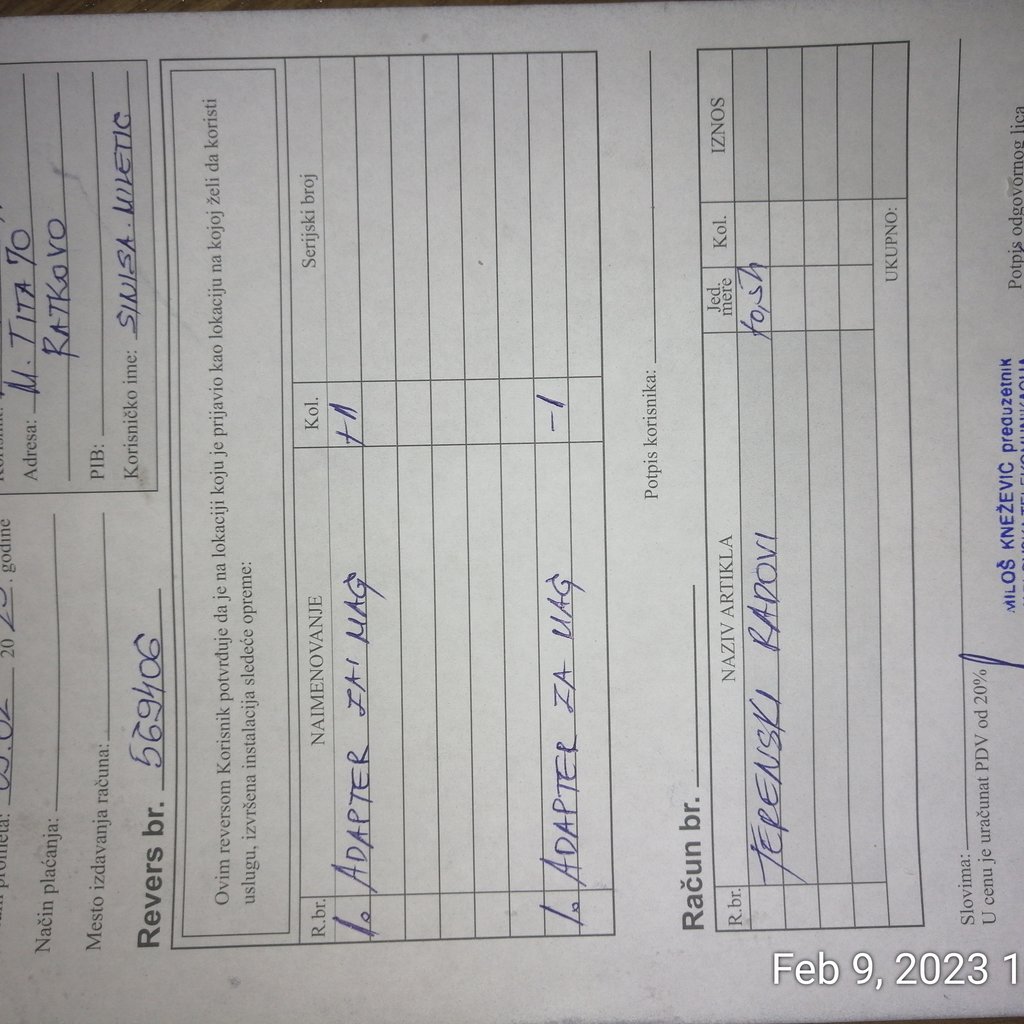 Adresa: M. TITA 70
RATKOVO
PIB:
Korisničko ime: SINISA.MILETIC
20 23. godine
Način plaćanja:
Mesto izdavanja računa:
Revers br. 569406
Ovim reversom Korisnik potvrđuje da je na lokaciji koju je prijavio kao lokaciju na kojoj želi da koristi
uslugu, izvršena instalacija sledeće opreme:
R.br. NAIMENOVANJE Kol. Serijski broj
1. ADAPTER ZA MAG +1
1. ADAPTER ZA MAG -1
Potpis korisnika:
Račun br.
R.br. NAZIV ARTIKLA Jed. mere Kol. IZNOS
TERENSKI RADOVI
UKUPNO:
Slovima:
U cenu je uračunat PDV od 20%
Potpis odgovornog lica
MILOŠ KNEŽEVIĆ preduzetnik
Feb 9, 2023 1